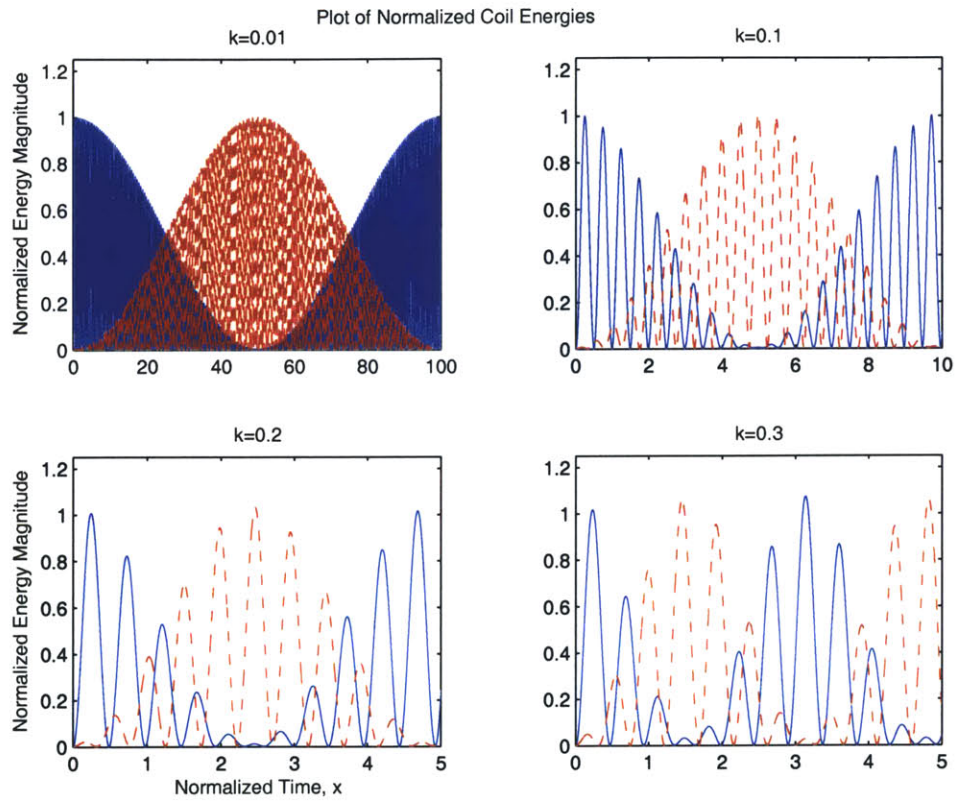 Plot of Normalized Coil Energies
k=0.01
k=0.1
Normalized Energy Magnitude
1.2
1
0.8
0.6
0.4
0.2
0
0 20 40 60 80 100
1.2
1
0.8
0.6
0.4
0.2
0
0 2 4 6 8 10
k=0.2
k=0.3
Normalized Energy Magnitude
1.2
1
0.8
0.6
0.4
0.2
0
0 1 2 3 4 5
Normalized Time, x
1.2
1
0.8
0.6
0.4
0.2
0
0 1 2 3 4 5